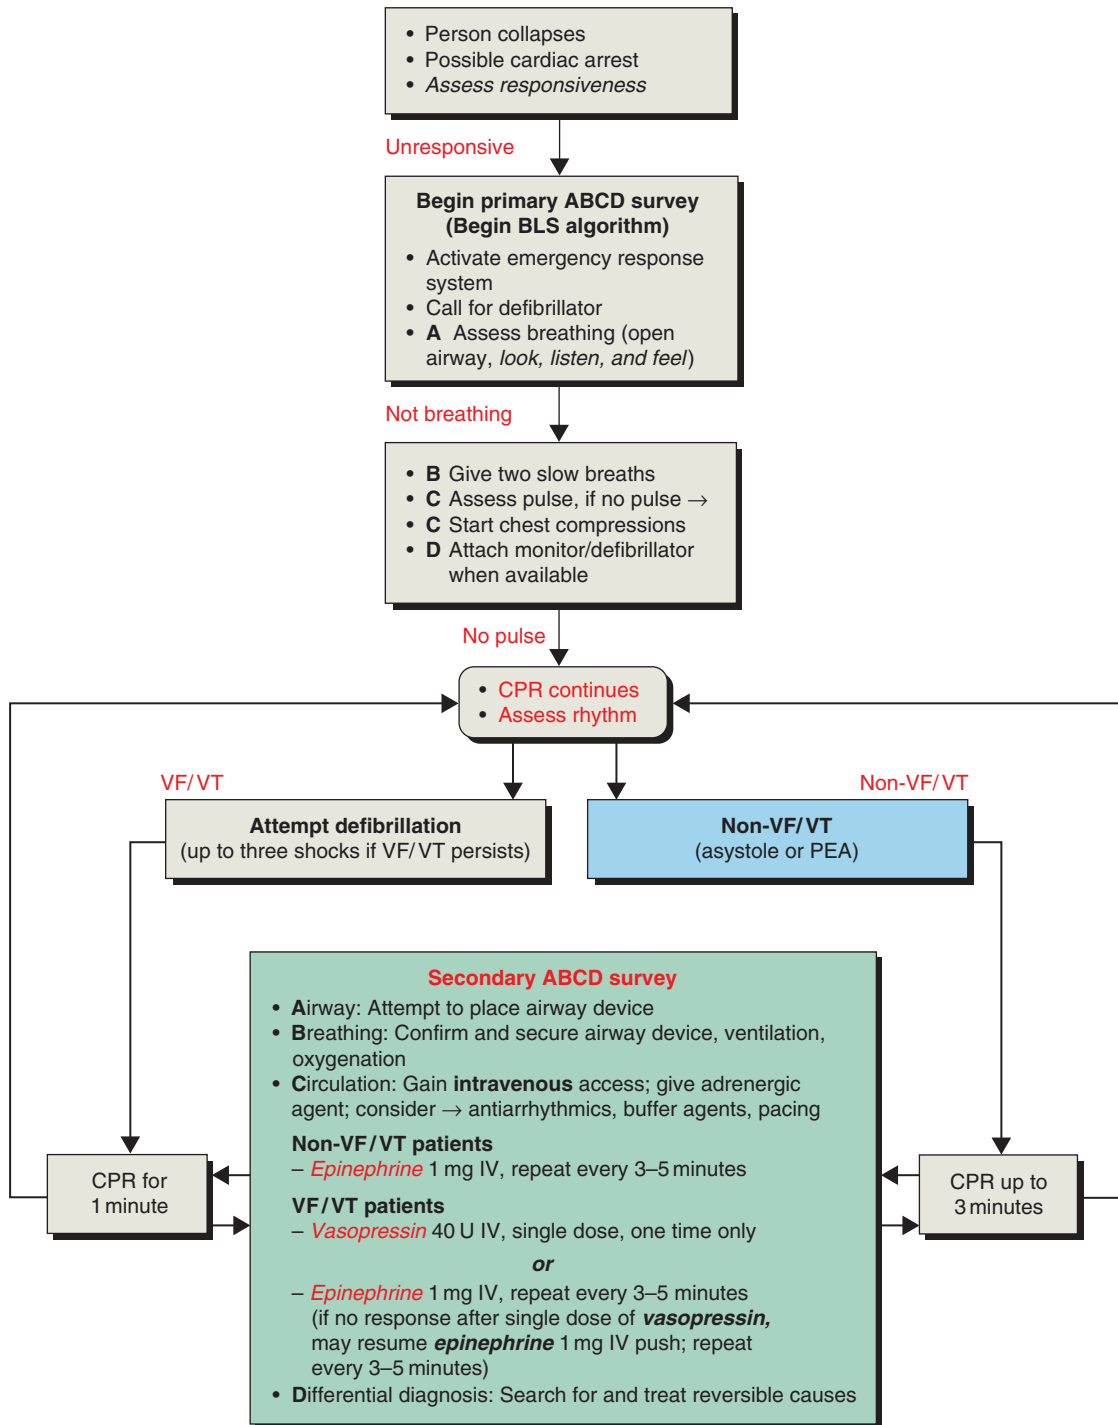 • Person collapses
• Possible cardiac arrest
• Assess responsiveness
Unresponsive
Begin primary ABCD survey
(Begin BLS algorithm)
• Activate emergency response
system
• Call for defibrillator
• A Assess breathing (open
airway, look, listen, and feel)
Not breathing
• B Give two slow breaths
• C Assess pulse, if no pulse →
• C Start chest compressions
• D Attach monitor/defibrillator
when available
No pulse
• CPR continues
• Assess rhythm
VF/VT
Non-VF/VT
Attempt defibrillation
(up to three shocks if VF/VT persists)
Non-VF/VT
(asystole or PEA)
Secondary ABCD survey
• Airway: Attempt to place airway device
• Breathing: Confirm and secure airway device, ventilation,
oxygenation
• Circulation: Gain intravenous access; give adrenergic
agent; consider → antiarrhythmics, buffer agents, pacing
Non-VF/VT patients
– Epinephrine 1 mg IV, repeat every 3–5 minutes
VF/VT patients
– Vasopressin 40 U IV, single dose, one time only
or
– Epinephrine 1 mg IV, repeat every 3–5 minutes
(if no response after single dose of vasopressin,
may resume epinephrine 1 mg IV push; repeat
every 3–5 minutes)
• Differential diagnosis: Search for and treat reversible causes
CPR for
1 minute
CPR up to
3 minutes